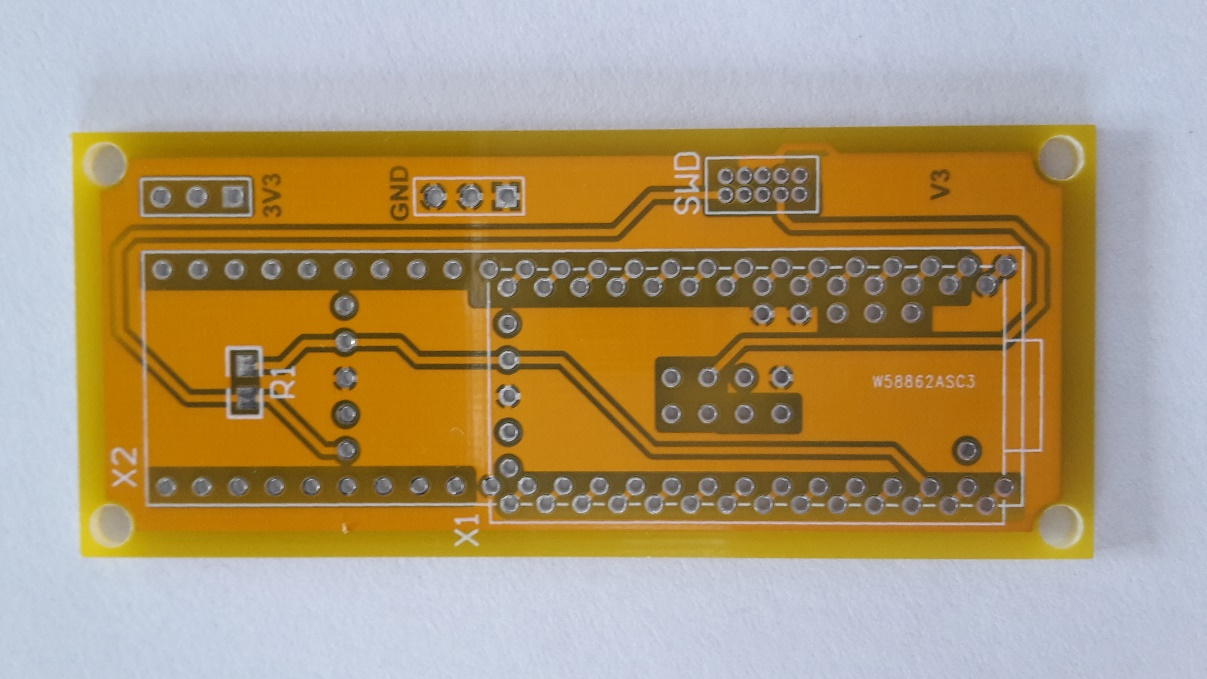 3V3
GND
SWD
V3
R1
W58862ASC3
X2
X1